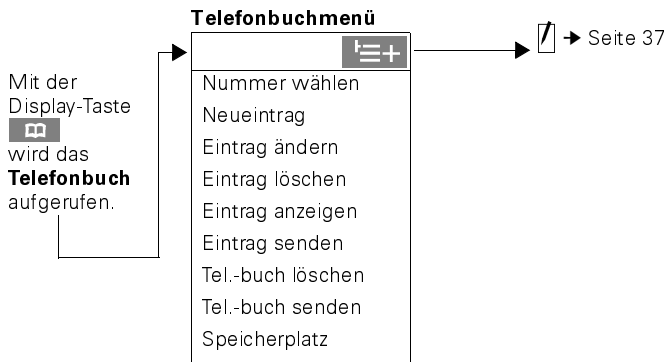 Telefonbuchmenü
→ Seite 37
Mit der
Display-Taste
wird das
Telefonbuch
aufgerufen.
Nummer wählen
Neueintrag
Eintrag ändern
Eintrag löschen
Eintrag anzeigen
Eintrag senden
Tel.-buch löschen
Tel.-buch senden
Speicherplatz